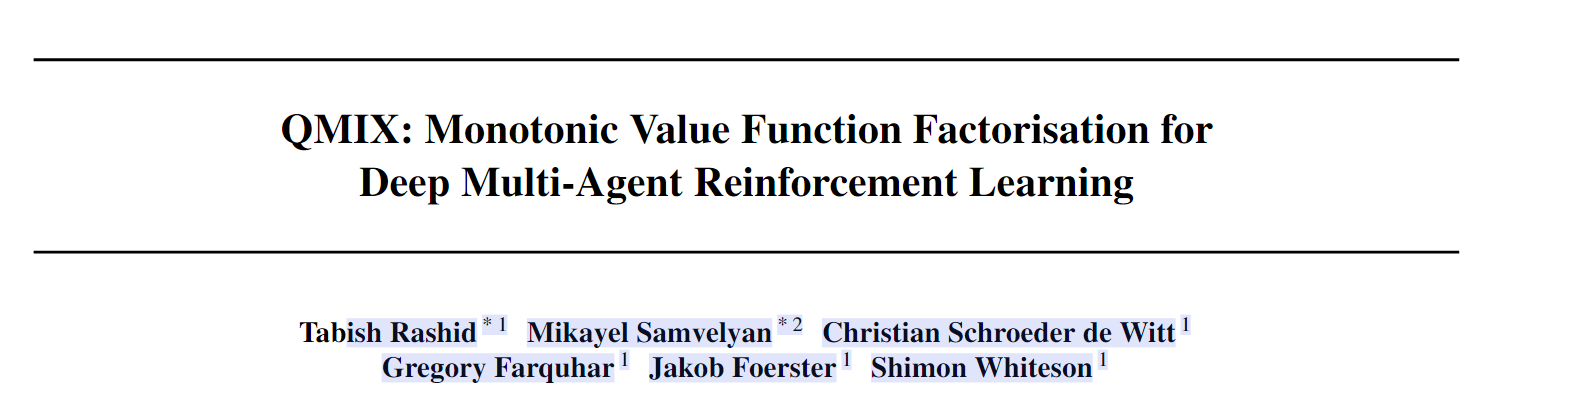 QMIX: Monotonic Value Function Factorisation for
Deep Multi-Agent Reinforcement Learning
Tabish Rashid * 1 Mikayel Samvelyan * 2 Christian Schroeder de Witt 1
Gregory Farquhar 1 Jakob Foerster 1 Shimon Whiteson 1